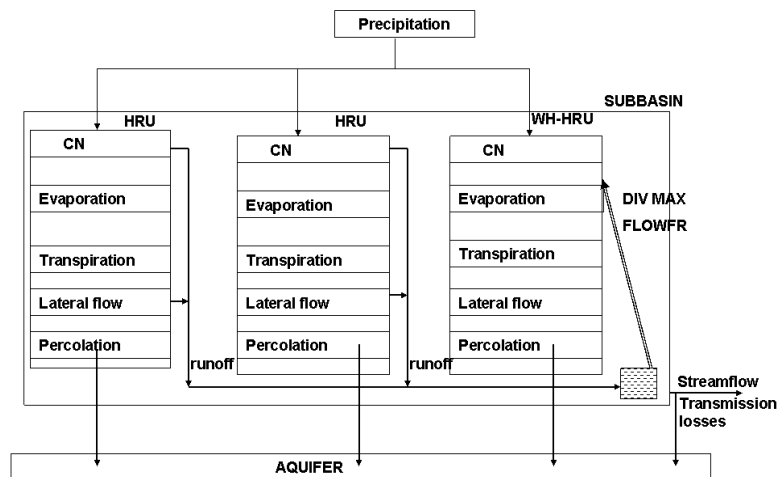 Precipitation
SUBBASIN
HRU
HRU
WH-HRU
CN
Evaporation
Transpiration
Lateral flow
Percolation
runoff
CN
Evaporation
Transpiration
Lateral flow
Percolation
runoff
CN
Evaporation
Transpiration
Lateral flow
Percolation
DIV MAX
FLOWFR
Streamflow
Transmission
losses
AQUIFER